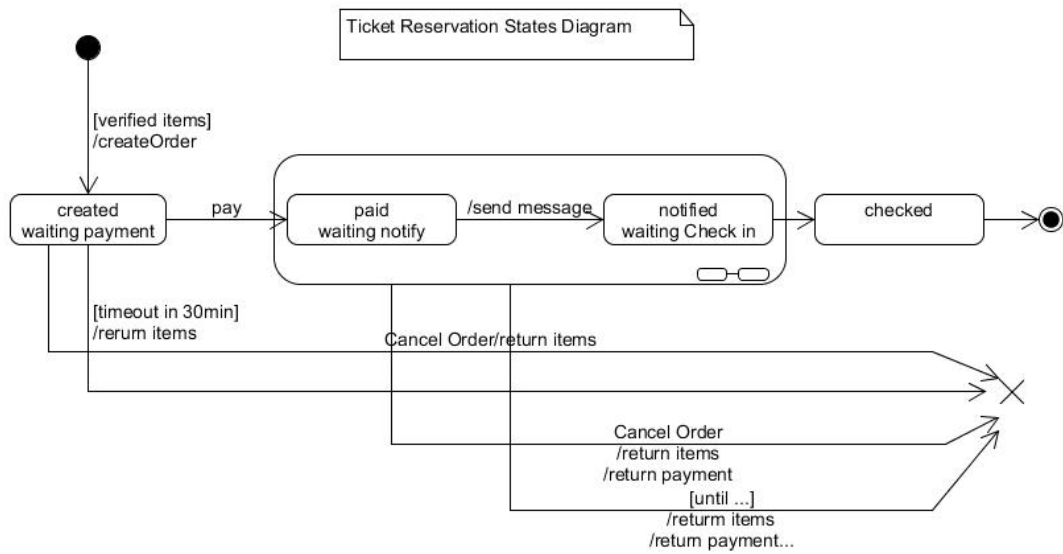 Ticket Reservation States Diagram
[verified items]
/createOrder
created
waiting payment
pay
paid
waiting notify
/send message
notified
waiting Check in
checked
[timeout in 30min]
/rerurn items
Cancel Order/return items
Cancel Order
/return items
/return payment
[until ...]
/returm items
/return payment...